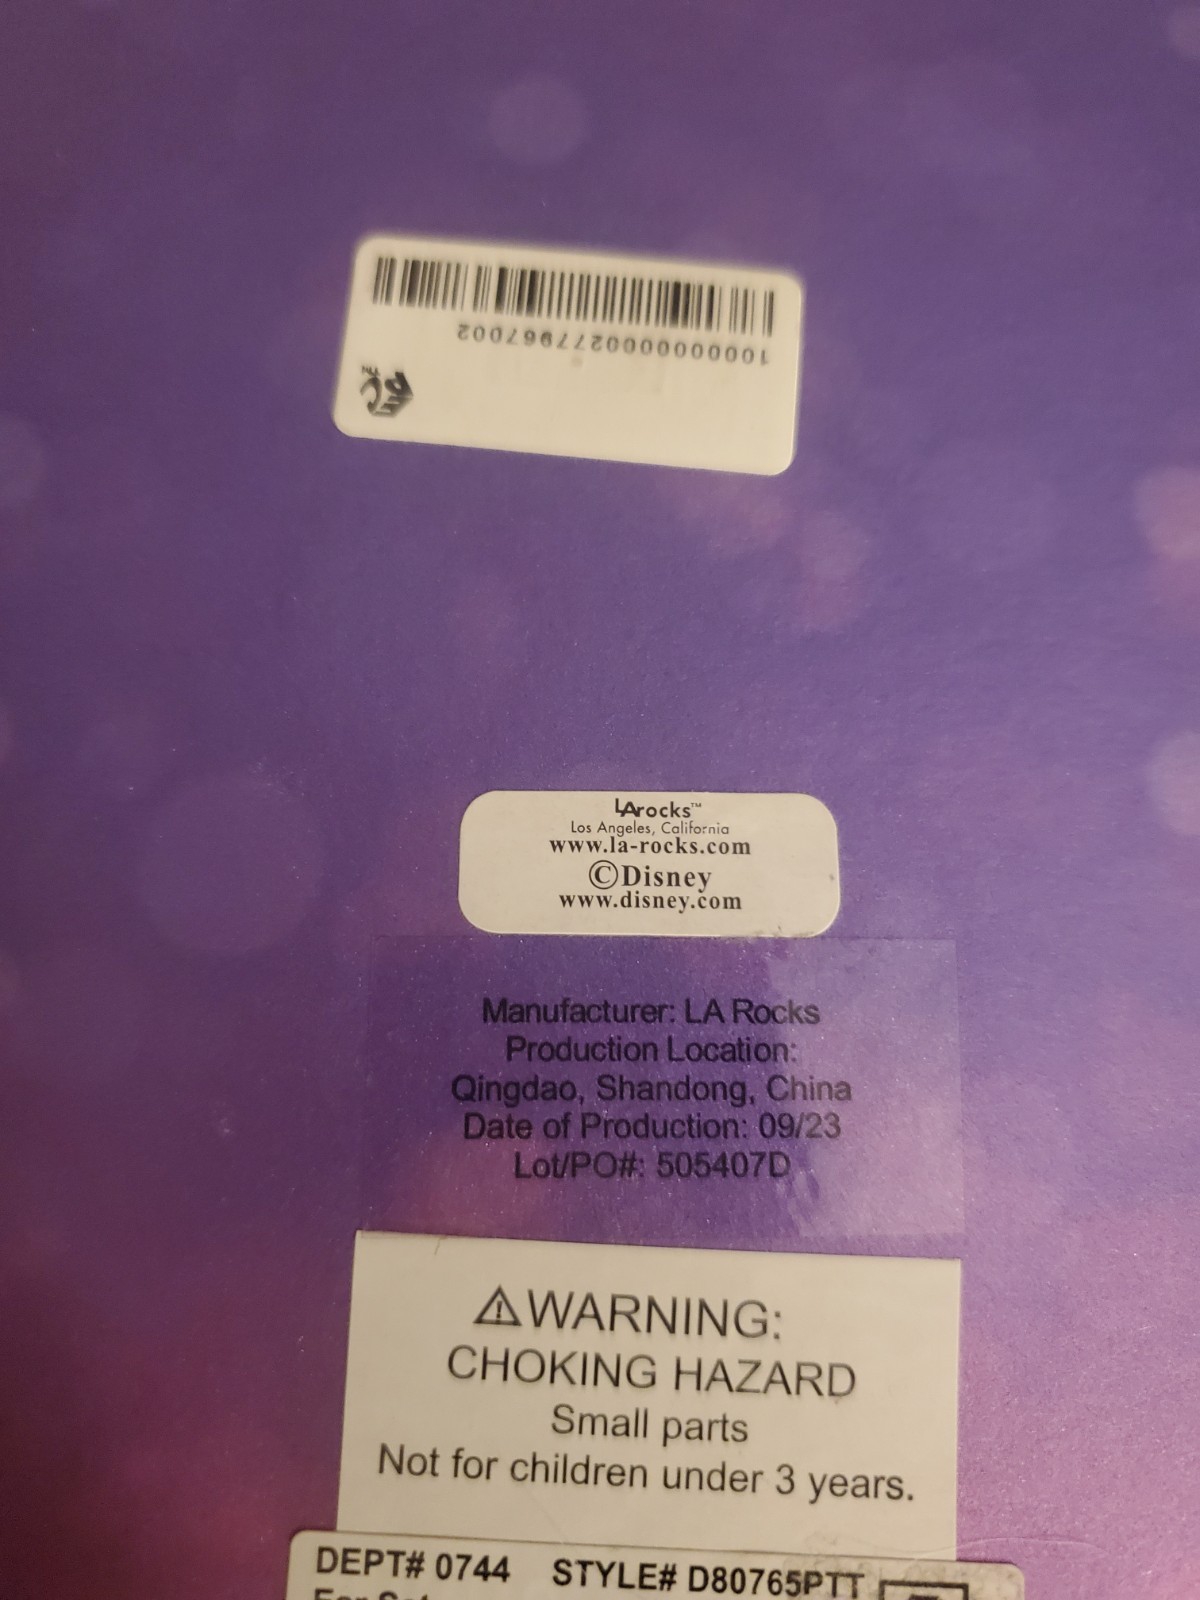 1000000000277967002
LArocks™
Los Angeles, California
www.la-rocks.com
©Disney
www.disney.com
Manufacturer: LA Rocks
Production Location:
Qingdao, Shandong, China
Date of Production: 09/23
Lot/PO#: 505407D
⚠WARNING:
CHOKING HAZARD
Small parts
Not for children under 3 years.
DEPT# 0744 STYLE# D80765PTT